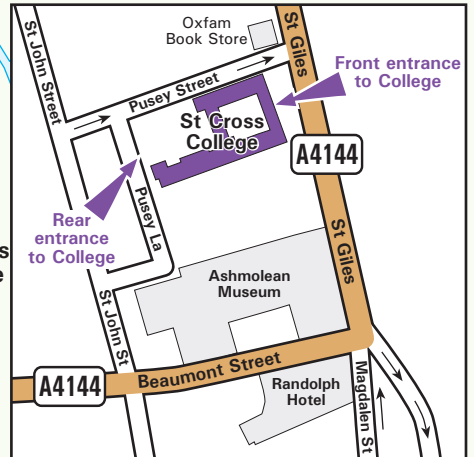 St John Street
Oxfam
Book Store
St Giles
Pusey Street
Front entrance
to College
St Cross
College
A4144
Pusey La
Rear
entrance
to College
s
e
St Giles
Ashmolean
Museum
St John St
Beaumont Street
A4144
Randolph
Hotel
Magdalen St